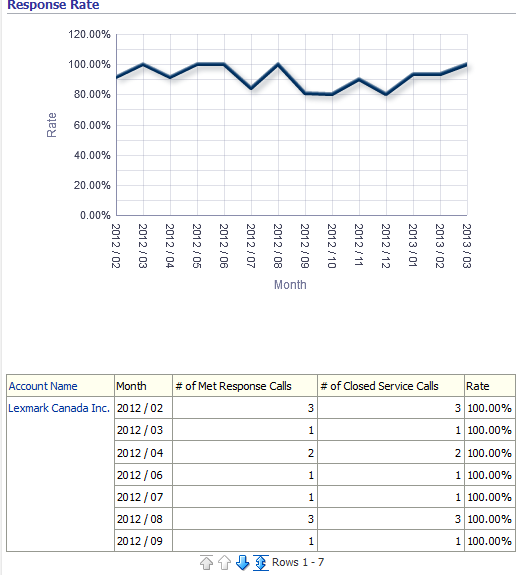 Response Rate
120.00%
100.00%
80.00%
60.00%
40.00%
20.00%
0.00%
Rate
2012 / 02
2012 / 03
2012 / 04
2012 / 05
2012 / 06
2012 / 07
2012 / 08
2012 / 09
2012 / 10
2012 / 11
2012 / 12
2013 / 01
2013 / 02
2013 / 03
Month
Account Name Month # of Met Response Calls # of Closed Service Calls Rate
Lexmark Canada Inc. 2012 / 02 3 3 100.00%
2012 / 03 1 1 100.00%
2012 / 04 2 2 100.00%
2012 / 06 1 1 100.00%
2012 / 07 1 1 100.00%
2012 / 08 3 3 100.00%
2012 / 09 1 1 100.00%
Rows 1 - 7